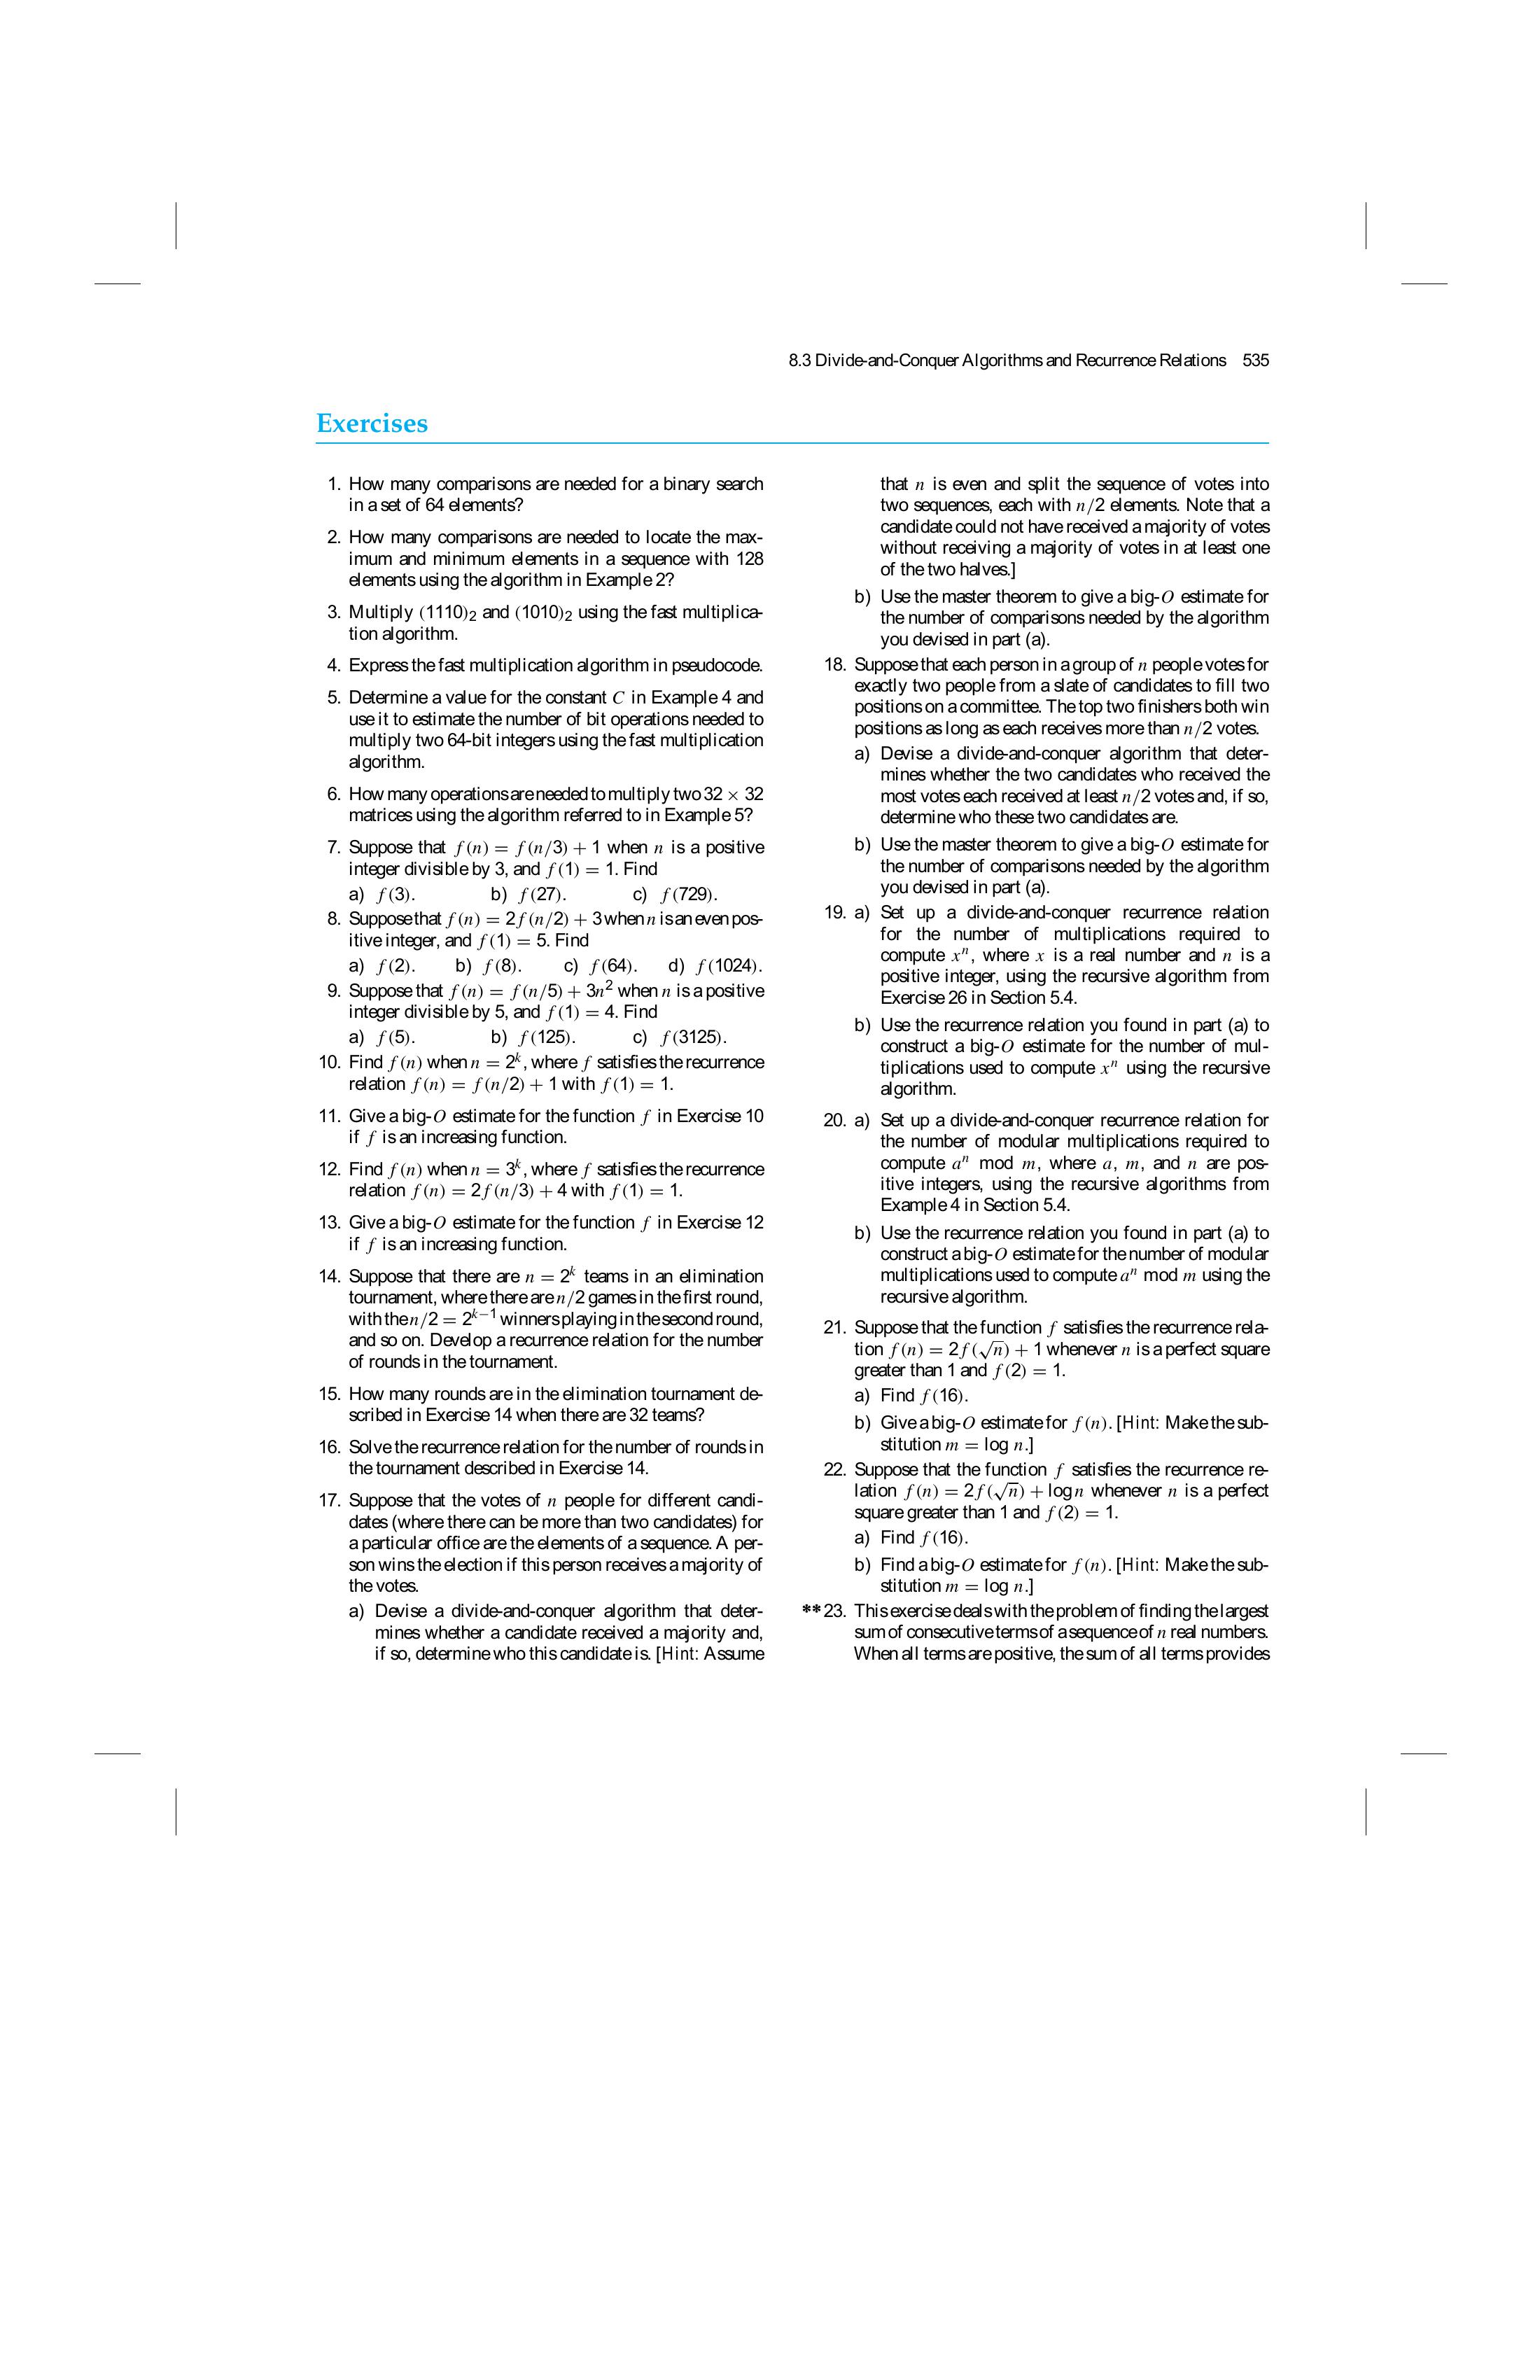 8.3 Divide-and-Conquer Algorithms and Recurrence Relations 535
Exercises
1. How many comparisons are needed for a binary search
in a set of 64 elements?
2. How many comparisons are needed to locate the max-
imum and minimum elements in a sequence with 128
elements using the algorithm in Example 2?
3. Multiply (1110)₂ and (1010)₂ using the fast multiplica-
tion algorithm.
4. Express the fast multiplication algorithm in pseudocode.
5. Determine a value for the constant C in Example 4 and
use it to estimate the number of bit operations needed to
multiply two 64-bit integers using the fast multiplication
algorithm.
6. How many operations are needed to multiply two 32 × 32
matrices using the algorithm referred to in Example 5?
7. Suppose that f(n) = f(n/3) + 1 when n is a positive
integer divisible by 3, and f(1) = 1. Find
a) f(3). b) f(27). c) f(729).
8. Suppose that f(n) = 2f(n/2) + 3 when n is an even pos-
itive integer, and f(1) = 5. Find
a) f(2). b) f(8). c) f(64). d) f(1024).
9. Suppose that f(n) = f(n/5) + 3n² when n is a positive
integer divisible by 5, and f(1) = 4. Find
a) f(5). b) f(125). c) f(3125).
10. Find f(n) when n = 2ᵏ, where f satisfies the recurrence
relation f(n) = f(n/2) + 1 with f(1) = 1.
11. Give a big-O estimate for the function f in Exercise 10
if f is an increasing function.
12. Find f(n) when n = 3ᵏ, where f satisfies the recurrence
relation f(n) = 2f(n/3) + 4 with f(1) = 1.
13. Give a big-O estimate for the function f in Exercise 12
if f is an increasing function.
14. Suppose that there are n = 2ᵏ teams in an elimination
tournament, where there are n/2 games in the first round,
with the n/2 = 2ᵏ⁻¹ winners playing in the second round,
and so on. Develop a recurrence relation for the number
of rounds in the tournament.
15. How many rounds are in the elimination tournament de-
scribed in Exercise 14 when there are 32 teams?
16. Solve the recurrence relation for the number of rounds in
the tournament described in Exercise 14.
17. Suppose that the votes of n people for different candi-
dates (where there can be more than two candidates) for
a particular office are the elements of a sequence. A per-
son wins the election if this person receives a majority of
the votes.
a) Devise a divide-and-conquer algorithm that deter-
mines whether a candidate received a majority and,
if so, determine who this candidate is. [Hint: Assume
that n is even and split the sequence of votes into
two sequences, each with n/2 elements. Note that a
candidate could not have received a majority of votes
without receiving a majority of votes in at least one
of the two halves.]
b) Use the master theorem to give a big-O estimate for
the number of comparisons needed by the algorithm
you devised in part (a).
18. Suppose that each person in a group of n people votes for
exactly two people from a slate of candidates to fill two
positions on a committee. The top two finishers both win
positions as long as each receives more than n/2 votes.
a) Devise a divide-and-conquer algorithm that deter-
mines whether the two candidates who received the
most votes each received at least n/2 votes and, if so,
determine who these two candidates are.
b) Use the master theorem to give a big-O estimate for
the number of comparisons needed by the algorithm
you devised in part (a).
19. a) Set up a divide-and-conquer recurrence relation
for the number of multiplications required to
compute xⁿ, where x is a real number and n is a
positive integer, using the recursive algorithm from
Exercise 26 in Section 5.4.
b) Use the recurrence relation you found in part (a) to
construct a big-O estimate for the number of mul-
tiplications used to compute xⁿ using the recursive
algorithm.
20. a) Set up a divide-and-conquer recurrence relation for
the number of modular multiplications required to
compute aⁿ mod m, where a, m, and n are pos-
itive integers, using the recursive algorithms from
Example 4 in Section 5.4.
b) Use the recurrence relation you found in part (a) to
construct a big-O estimate for the number of modular
multiplications used to compute aⁿ mod m using the
recursive algorithm.
21. Suppose that the function f satisfies the recurrence rela-
tion f(n) = 2f(√n) + 1 whenever n is a perfect square
greater than 1 and f(2) = 1.
a) Find f(16).
b) Give a big-O estimate for f(n). [Hint: Make the sub-
stitution m = log n.]
22. Suppose that the function f satisfies the recurrence re-
lation f(n) = 2f(√n) + log n whenever n is a perfect
square greater than 1 and f(2) = 1.
a) Find f(16).
b) Find a big-O estimate for f(n). [Hint: Make the sub-
stitution m = log n.]
**23. This exercise deals with the problem of finding the largest
sum of consecutive terms of a sequence of n real numbers.
When all terms are positive, the sum of all terms provides